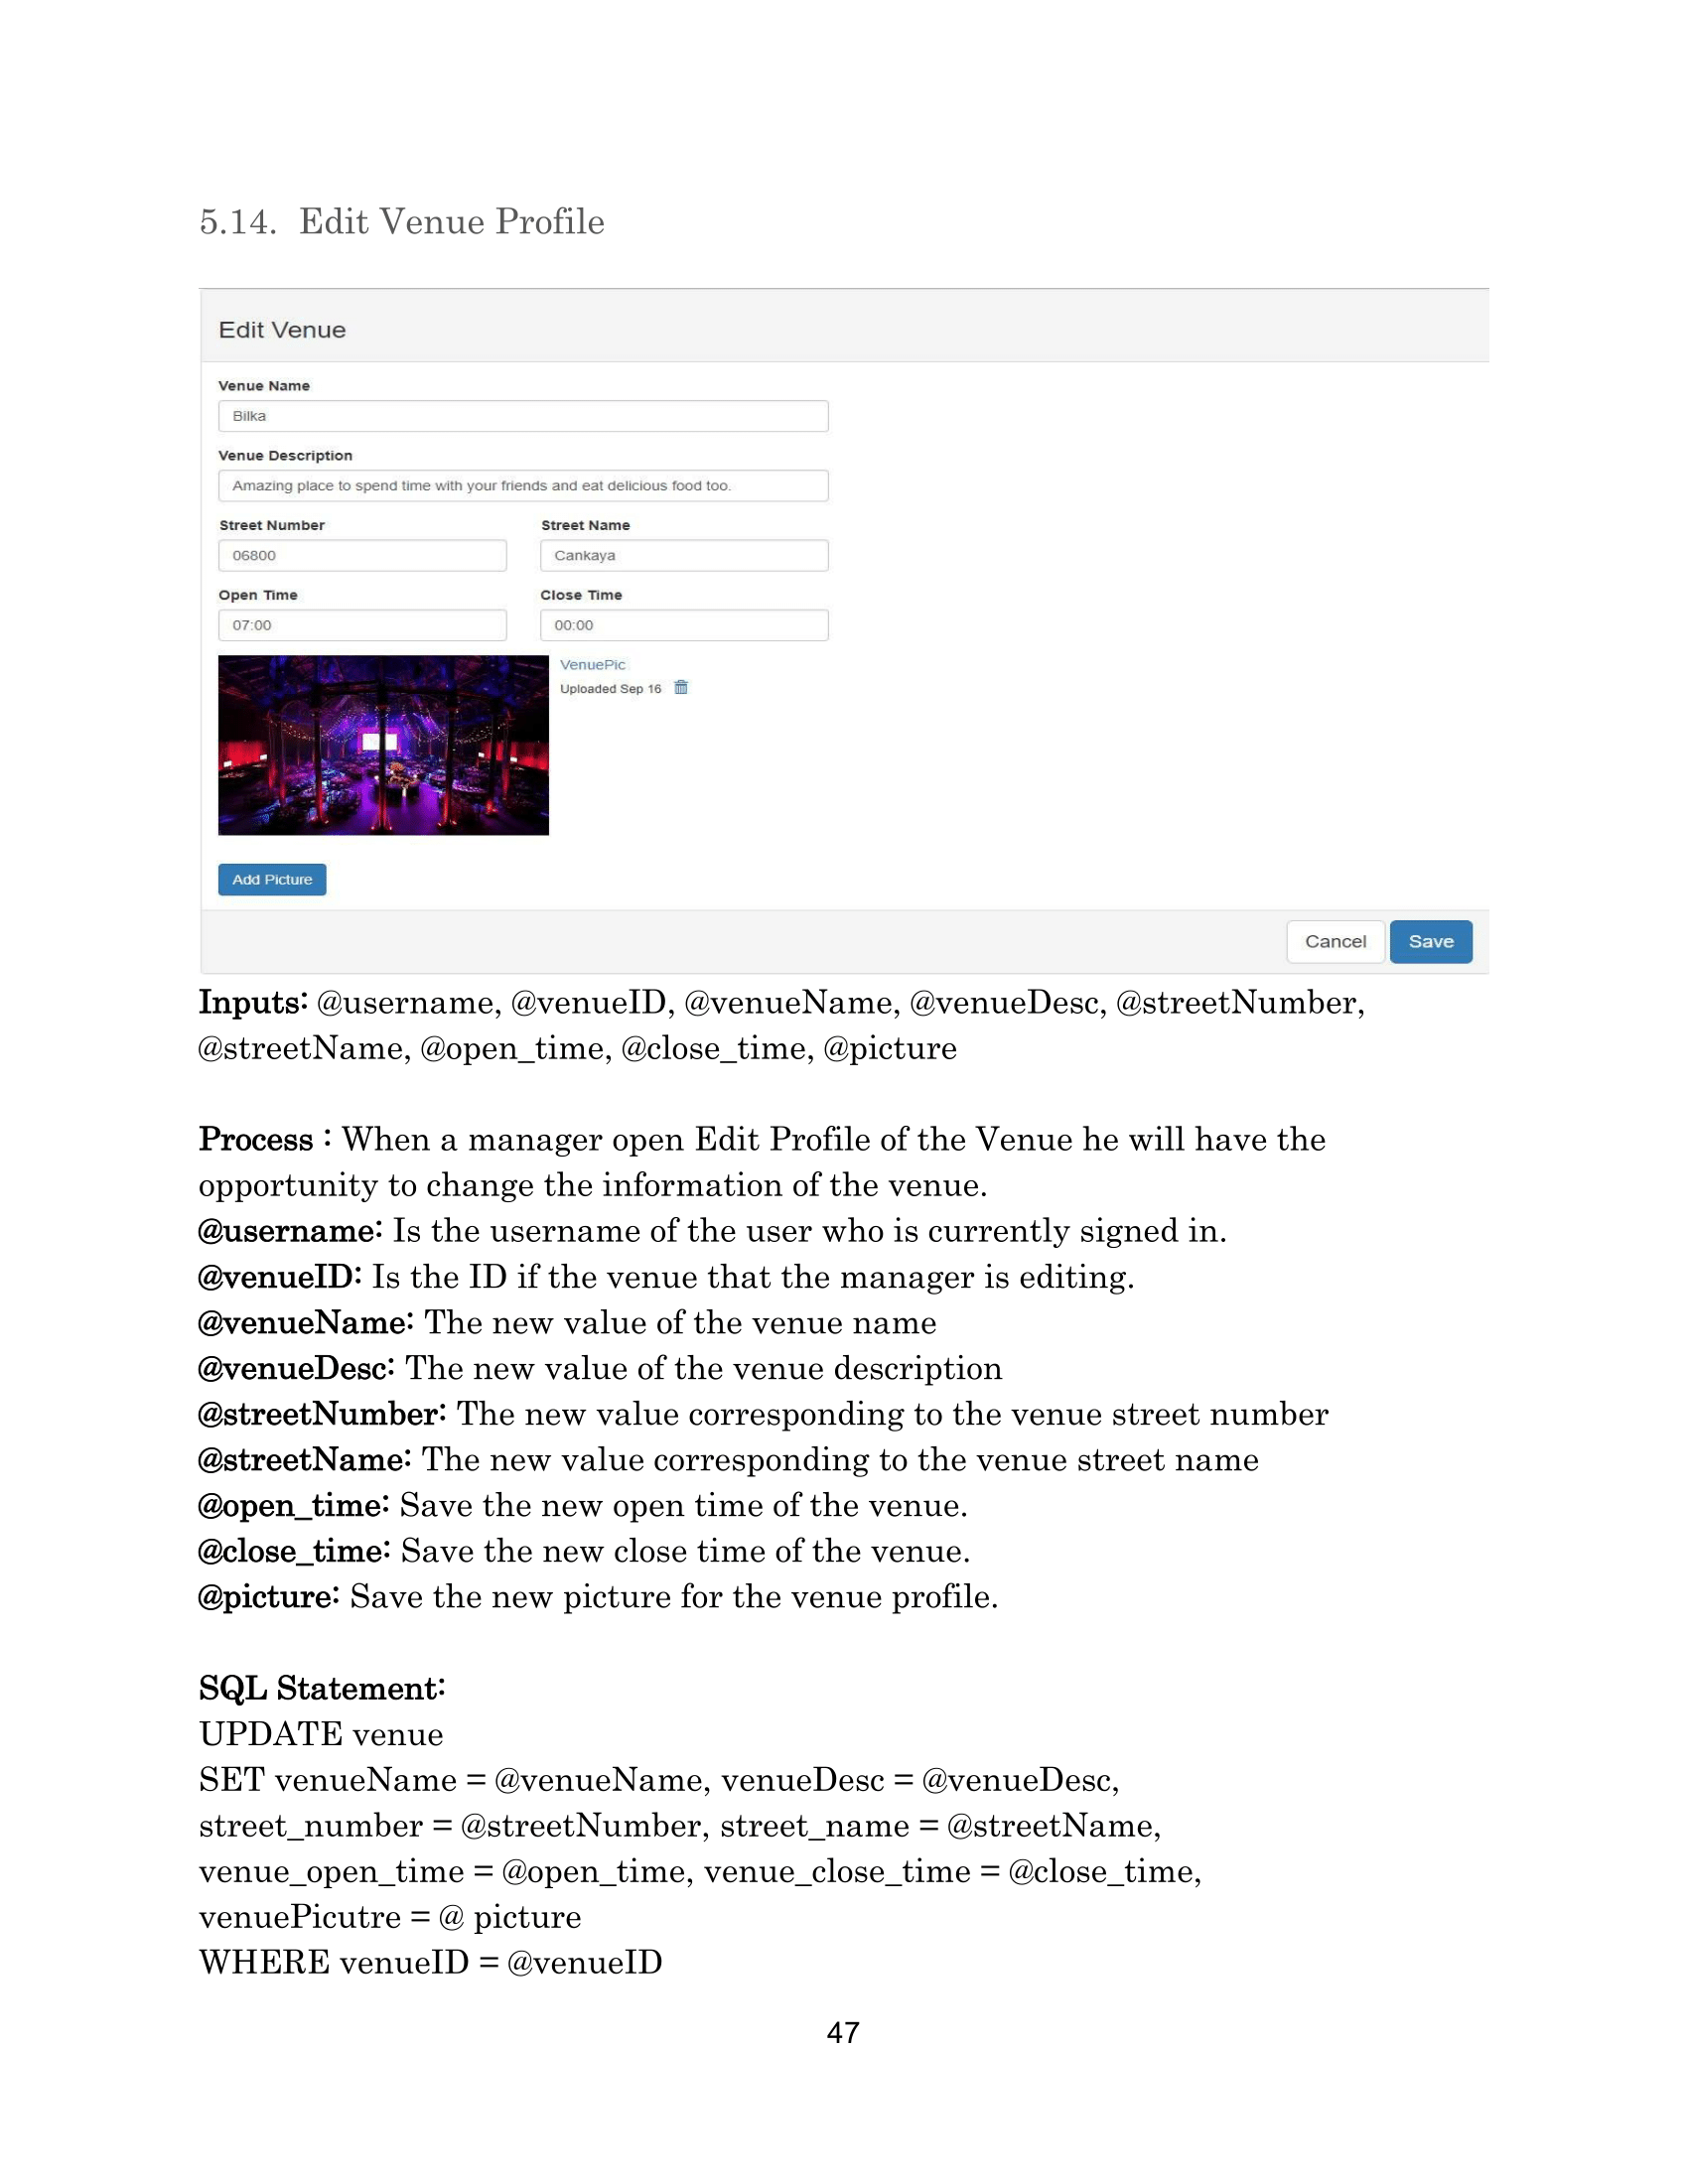 5.14. Edit Venue Profile
Edit Venue
Venue Name
Bilka
Venue Description
Amazing place to spend time with your friends and eat delicious food too.
Street Number Street Name
06800 Cankaya
Open Time Close Time
07:00 00:00
VenuePic
Uploaded Sep 16
Add Picture
Cancel Save
Inputs: @username, @venueID, @venueName, @venueDesc, @streetNumber,
@streetName, @open_time, @close_time, @picture
Process : When a manager open Edit Profile of the Venue he will have the
opportunity to change the information of the venue.
@username: Is the username of the user who is currently signed in.
@venueID: Is the ID if the venue that the manager is editing.
@venueName: The new value of the venue name
@venueDesc: The new value of the venue description
@streetNumber: The new value corresponding to the venue street number
@streetName: The new value corresponding to the venue street name
@open_time: Save the new open time of the venue.
@close_time: Save the new close time of the venue.
@picture: Save the new picture for the venue profile.
SQL Statement:
UPDATE venue
SET venueName = @venueName, venueDesc = @venueDesc,
street_number = @streetNumber, street_name = @streetName,
venue_open_time = @open_time, venue_close_time = @close_time,
venuePicutre = @ picture
WHERE venueID = @venueID
47